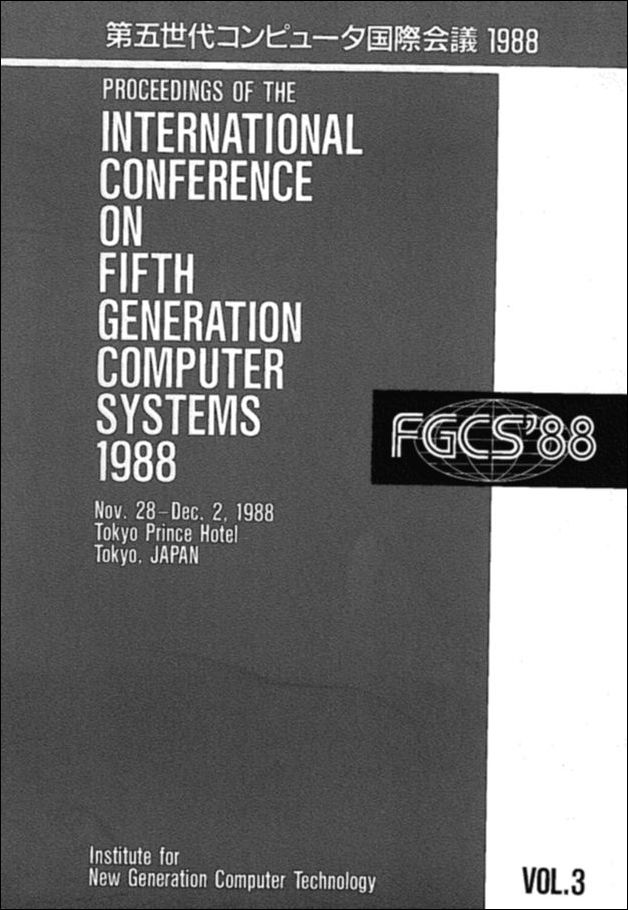 第五世代コンピュータ国際会議 1988
PROCEEDINGS OF THE
INTERNATIONAL
CONFERENCE
ON
FIFTH
GENERATION
COMPUTER
SYSTEMS
1988
FGCS'88
Nov. 28–Dec. 2, 1988
Tokyo Prince Hotel
Tokyo, JAPAN
Institute for
New Generation Computer Technology
VOL.3